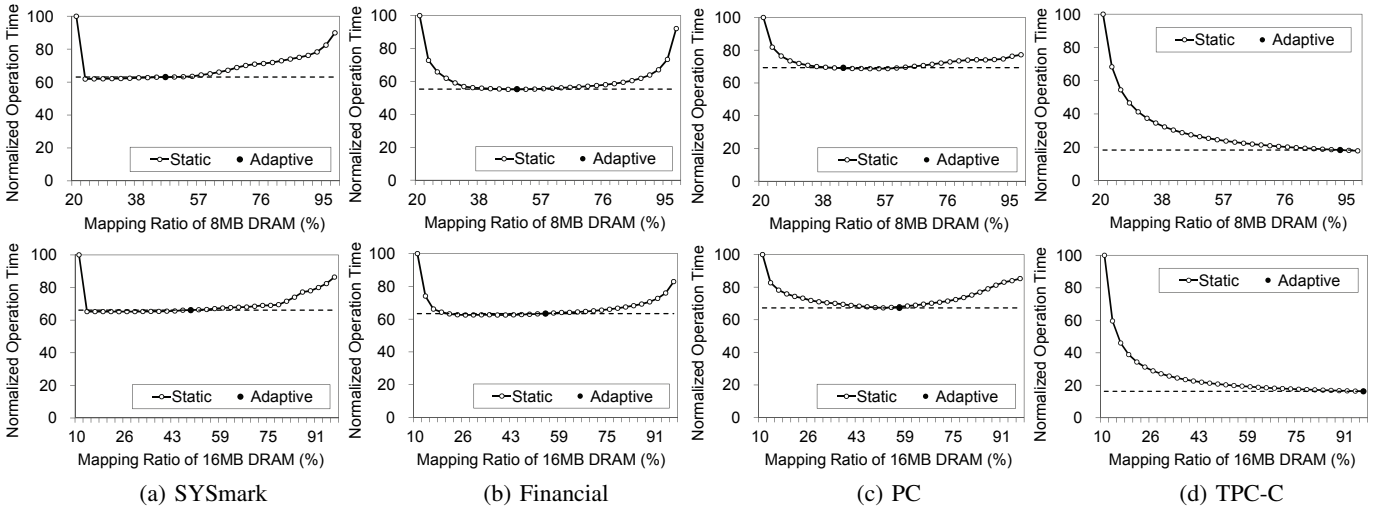 Normalized Operation Time
100
80
60
40
20
0
Static Adaptive
20 38 57 76 95
Mapping Ratio of 8MB DRAM (%)
Normalized Operation Time
100
80
60
40
20
0
Static Adaptive
20 38 57 76 95
Mapping Ratio of 8MB DRAM (%)
Normalized Operation Time
100
80
60
40
20
0
Static Adaptive
20 38 57 76 95
Mapping Ratio of 8MB DRAM (%)
Normalized Operation Time
100
80
60
40
20
0
Static Adaptive
20 38 57 76 95
Mapping Ratio of 8MB DRAM (%)
Normalized Operation Time
100
80
60
40
20
0
Static Adaptive
10 26 43 59 75 91
Mapping Ratio of 16MB DRAM (%)
(a) SYSmark
Normalized Operation Time
100
80
60
40
20
0
Static Adaptive
10 26 43 59 75 91
Mapping Ratio of 16MB DRAM (%)
(b) Financial
Normalized Operation Time
100
80
60
40
20
0
Static Adaptive
10 26 43 59 75 91
Mapping Ratio of 16MB DRAM (%)
(c) PC
Normalized Operation Time
100
80
60
40
20
0
Static Adaptive
10 26 43 59 75 91
Mapping Ratio of 16MB DRAM (%)
(d) TPC-C